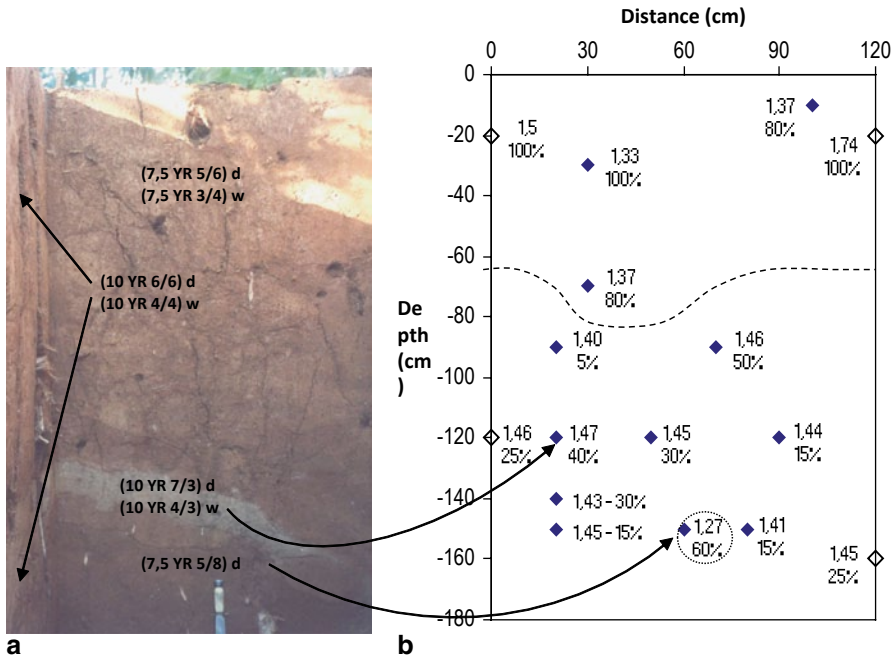 (7,5 YR 5/6) d
(7,5 YR 3/4) w
(10 YR 6/6) d
(10 YR 4/4) w
(10 YR 7/3) d
(10 YR 4/3) w
(7,5 YR 5/8) d
a
Distance (cm)
0 30 60 90 120
De
pth
(cm
)
0
-20
-40
-60
-80
-100
-120
-140
-160
-180
1,5
100%
1,37
80%
1,74
100%
1,33
100%
1,37
80%
1,40
5%
1,46
50%
1,46
25%
1,47
40%
1,45
30%
1,44
15%
1,43-30%
1,45-15%
1,27
60%
1,41
15%
1,45
25%
b